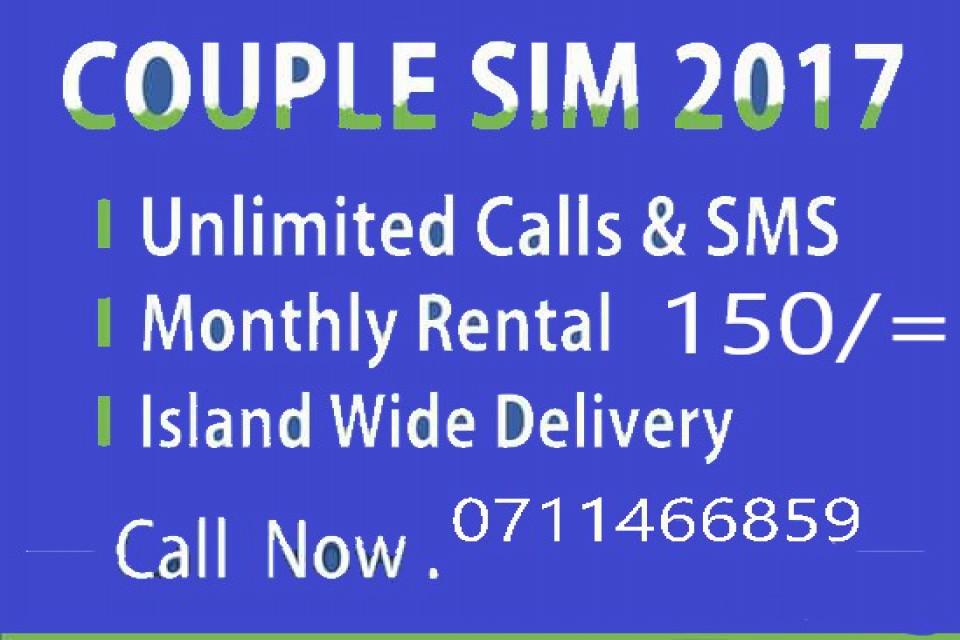 COUPLE SIM 2017
Unlimited Calls & SMS
Monthly Rental 150/=
Island Wide Delivery
Call Now . 0711466859